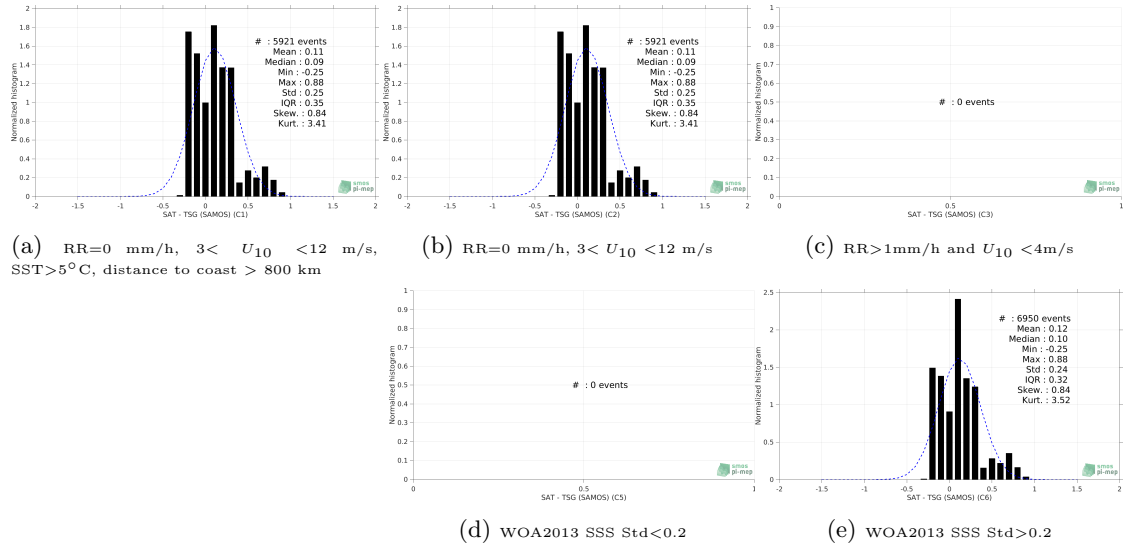 2
1.8
1.6
1.4
1.2
1
0.8
0.6
0.4
0.2
0
Normalized histogram
# : 5921 events
Mean : 0.11
Median : 0.09
Min : -0.25
Max : 0.88
Std : 0.25
IQR : 0.35
Skew. : 0.84
Kurt. : 3.41
smos
pi-mep
-2 -1.5 -1 -0.5 0 0.5 1 1.5 2
SAT - TSG (SAMOS) (C1)
(a) RR=0 mm/h, 3< U10 <12 m/s,
SST>5°C, distance to coast > 800 km
2
1.8
1.6
1.4
1.2
1
0.8
0.6
0.4
0.2
0
Normalized histogram
# : 5921 events
Mean : 0.11
Median : 0.09
Min : -0.25
Max : 0.88
Std : 0.25
IQR : 0.35
Skew. : 0.84
Kurt. : 3.41
smos
pi-mep
-2 -1.5 -1 -0.5 0 0.5 1 1.5 2
SAT - TSG (SAMOS) (C2)
(b) RR=0 mm/h, 3< U10 <12 m/s
1
0.9
0.8
0.7
0.6
0.5
0.4
0.3
0.2
0.1
0
Normalized histogram
# : 0 events
smos
pi-mep
0 0.5 1
SAT - TSG (SAMOS) (C3)
(c) RR>1mm/h and U10 <4m/s
1
0.9
0.8
0.7
0.6
0.5
0.4
0.3
0.2
0.1
0
Normalized histogram
# : 0 events
smos
pi-mep
0 0.5 1
SAT - TSG (SAMOS) (C5)
(d) WOA2013 SSS Std<0.2
2.5
2
1.5
1
0.5
0
Normalized histogram
# : 6950 events
Mean : 0.12
Median : 0.10
Min : -0.25
Max : 0.88
Std : 0.24
IQR : 0.32
Skew. : 0.84
Kurt. : 3.52
smos
pi-mep
-2 -1.5 -1 -0.5 0 0.5 1 1.5 2
SAT - TSG (SAMOS) (C6)
(e) WOA2013 SSS Std>0.2